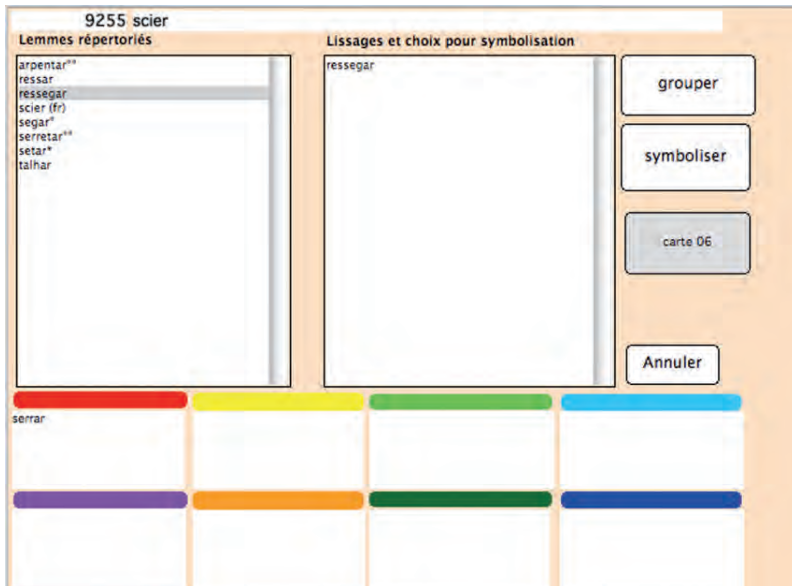 9255 scier
Lemmes répertoriés
Lissages et choix pour symbolisation
arpentar**
ressar
ressegar
scier (fr)
segar*
serretar**
setar*
talhar
ressegar
grouper
symboliser
carte 06
Annuler
serrar